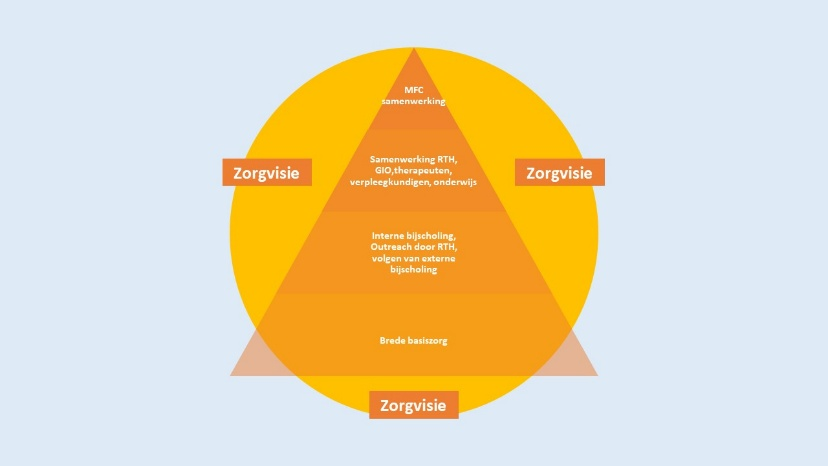 MFC
samenwerking
Zorgvisie
Zorgvisie
Samenwerking RTH,
GIO,therapeuten,
verpleegkundigen, onderwijs
Interne bijscholing,
Outreach door RTH,
volgen van externe
bijscholing
Brede basiszorg
Zorgvisie